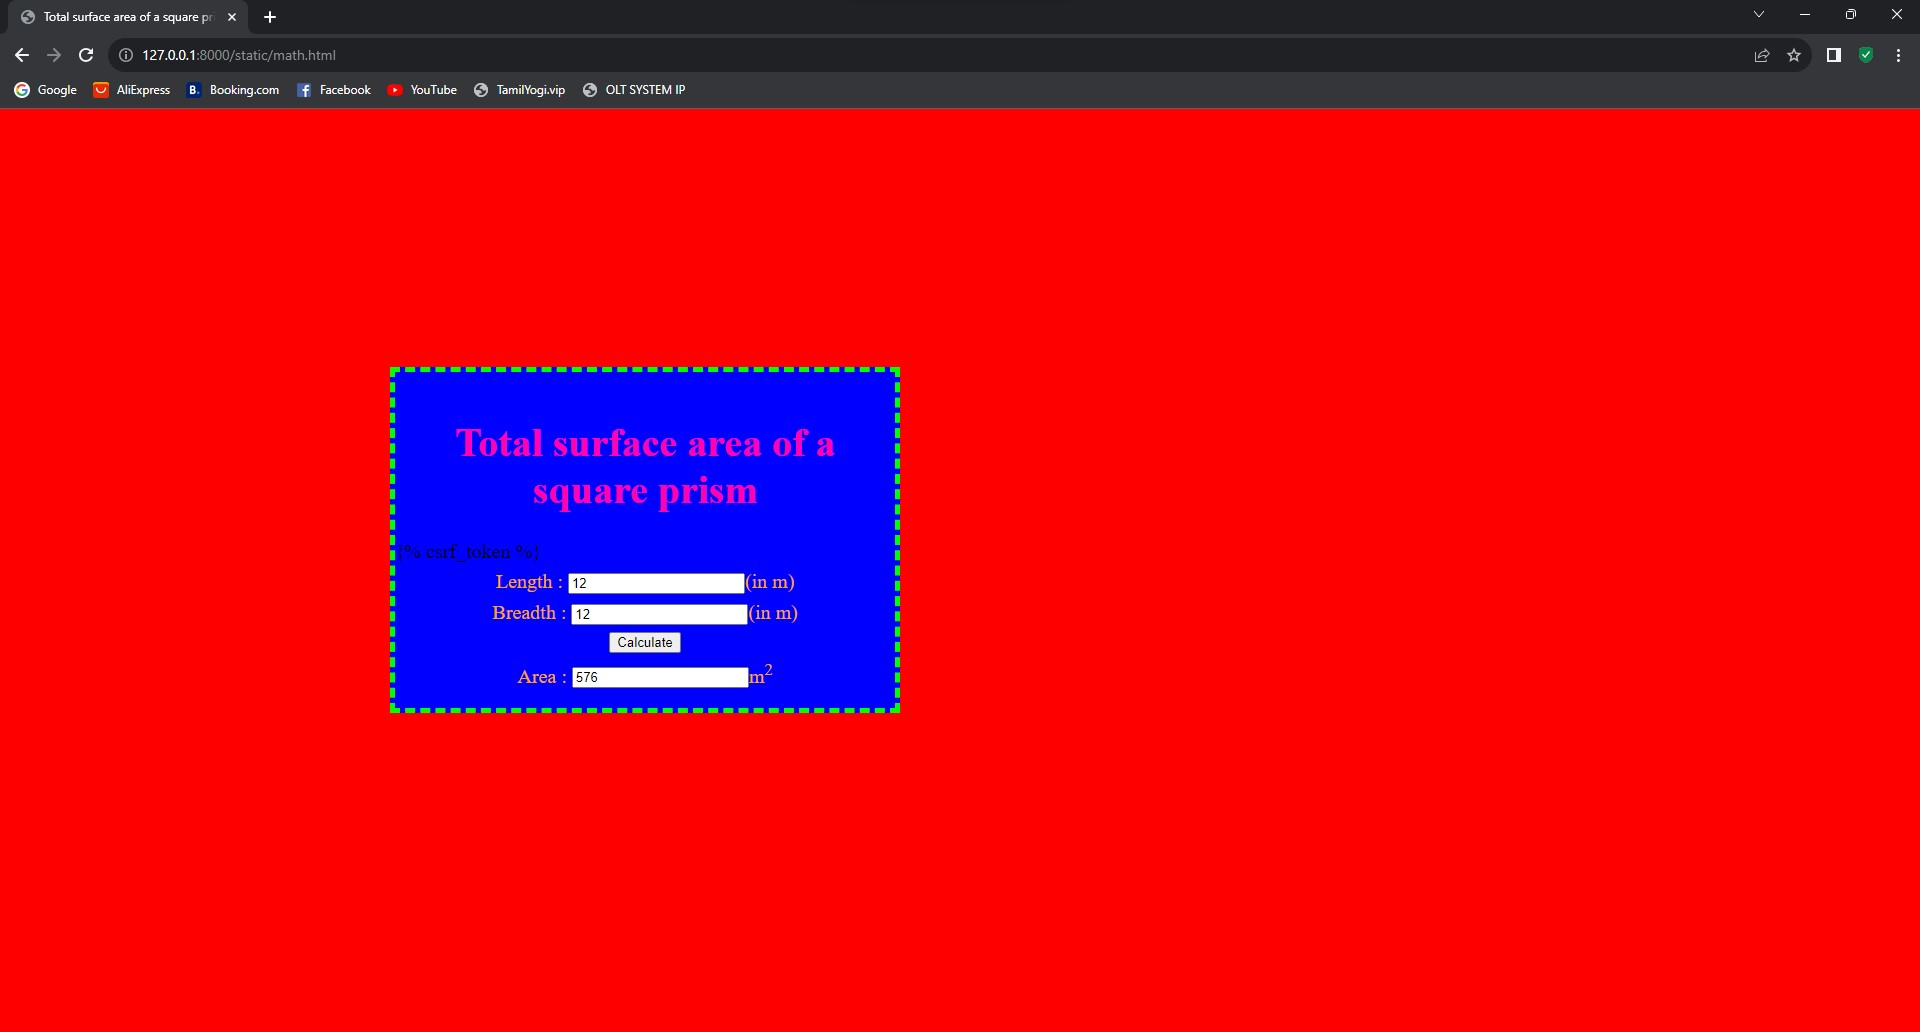 Total surface area of a square pri
127.0.0.1:8000/static/math.html
Google AliExpress Booking.com Facebook YouTube TamilYogi.vip OLT SYSTEM IP
Total surface area of a
square prism
{% csrf_token %}
Length : 12 (in m)
Breadth : 12 (in m)
Calculate
Area : 576 m²